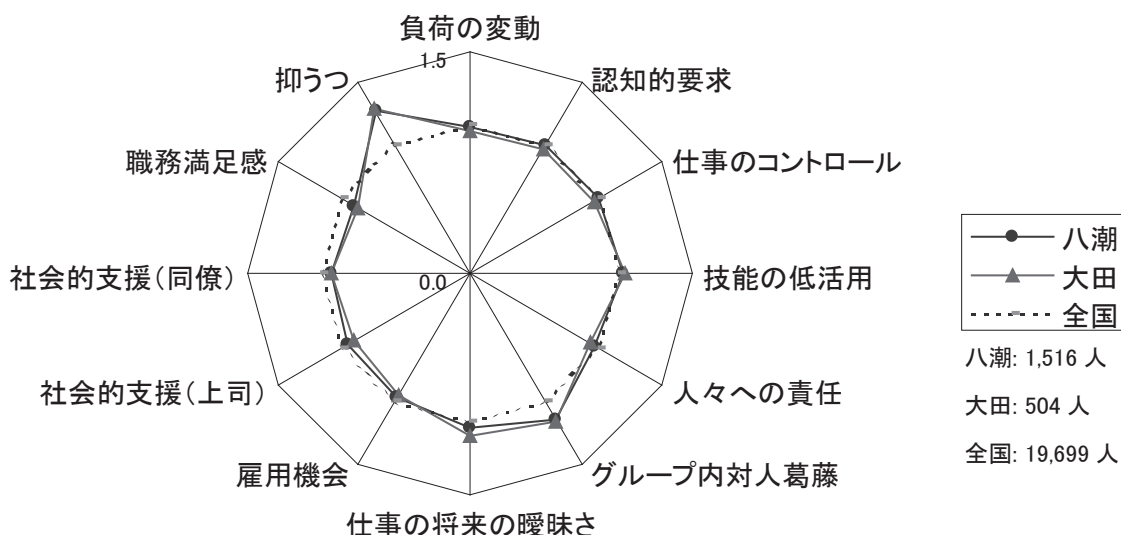 負荷の変動
1.5
抑うつ
認知的要求
職務満足感
仕事のコントロール
八潮
社会的支援（同僚）
0.0
技能の低活用
大田
全国
八潮: 1,516 人
社会的支援（上司）
人々への責任
大田: 504 人
雇用機会
グループ内対人葛藤
全国: 19,699 人
仕事の将来の曖昧さ